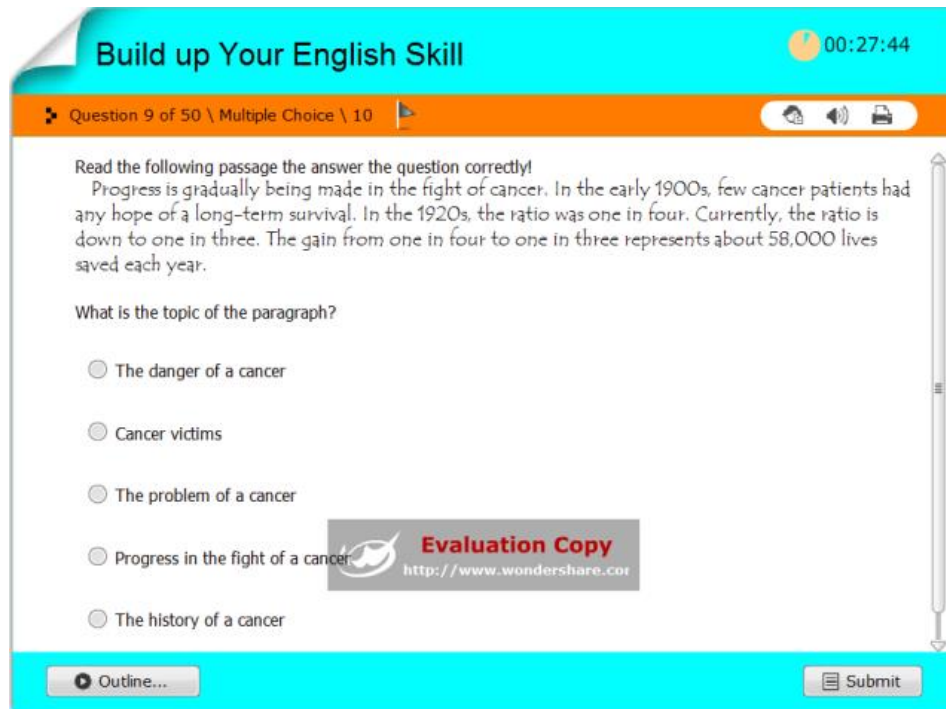 Build up Your English Skill
00:27:44
Question 9 of 50 \ Multiple Choice \ 10
Read the following passage the answer the question correctly!
Progress is gradually being made in the fight of cancer. In the early 1900s, few cancer patients had
any hope of a long-term survival. In the 1920s, the ratio was one in four. Currently, the ratio is
down to one in three. The gain from one in four to one in three represents about 58,000 lives
saved each year.
What is the topic of the paragraph?
The danger of a cancer
Cancer victims
The problem of a cancer
Progress in the fight of a cancer
Evaluation Copy
http://www.wondershare.cor
The history of a cancer
Outline...
Submit